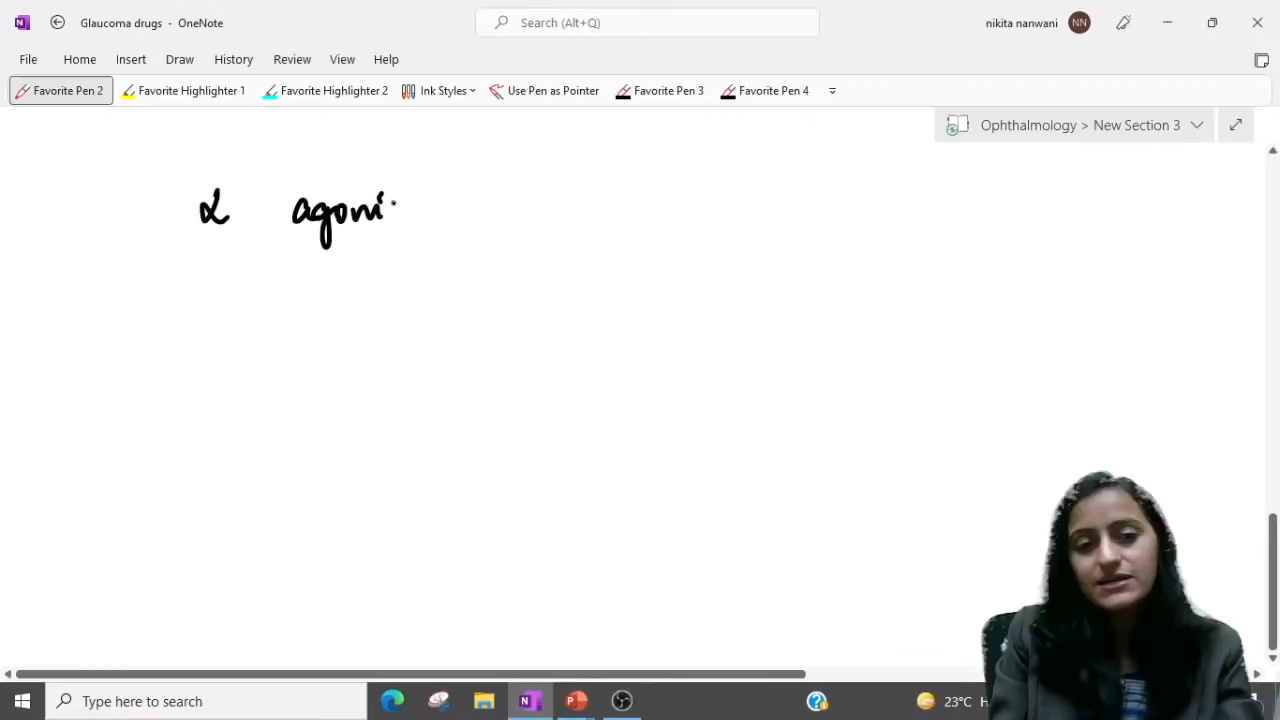 Glaucoma drugs - OneNote
Search (Alt+Q)
nikita nanwani NN
File Home Insert Draw History Review View Help
Favorite Pen 2 Favorite Highlighter 1 Favorite Highlighter 2 Ink Styles Use Pen as Pointer Favorite Pen 3 Favorite Pen 4
Ophthalmology > New Section 3
α agoni
Type here to search
23°C H